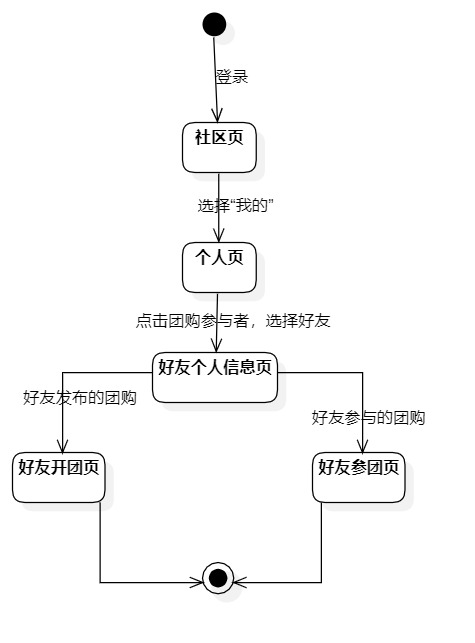 登录
社区页
选择“我的”
个人页
点击团购参与者，选择好友
好友个人信息页
好友发布的团购
好友参与的团购
好友开团页
好友参团页